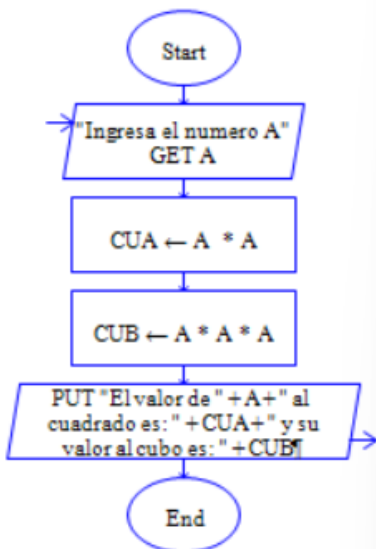 Start
"Ingresa el numero A"
GET A
CUA ← A * A
CUB ← A * A * A
PUT "El valor de " +A+" al
cuadrado es: " +CUA+" y su
valor al cubo es: " +CUB¶
End